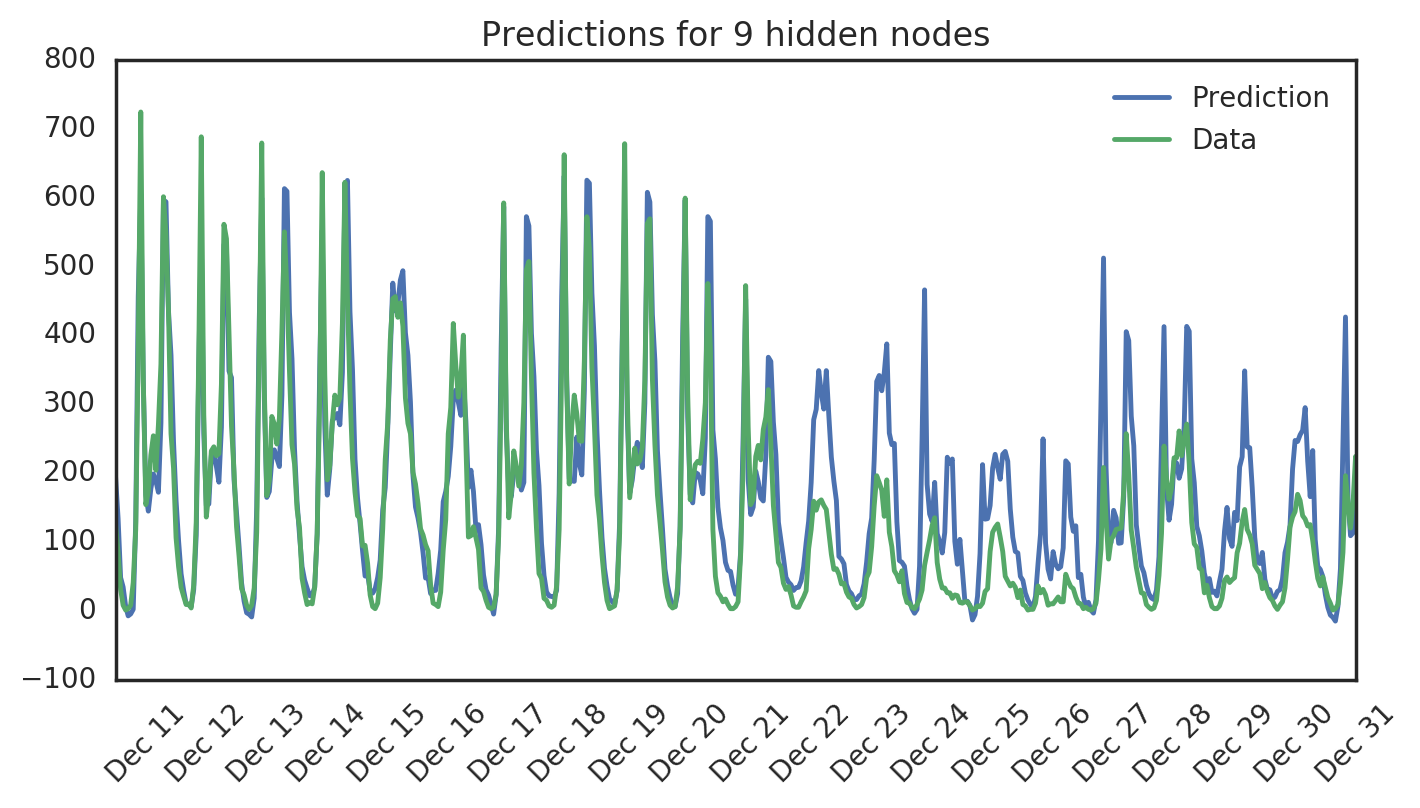 Predictions for 9 hidden nodes
800
700
600
500
400
300
200
100
0
−100
Prediction
Data
Dec 11
Dec 12
Dec 13
Dec 14
Dec 15
Dec 16
Dec 17
Dec 18
Dec 19
Dec 20
Dec 21
Dec 22
Dec 23
Dec 24
Dec 25
Dec 26
Dec 27
Dec 28
Dec 29
Dec 30
Dec 31